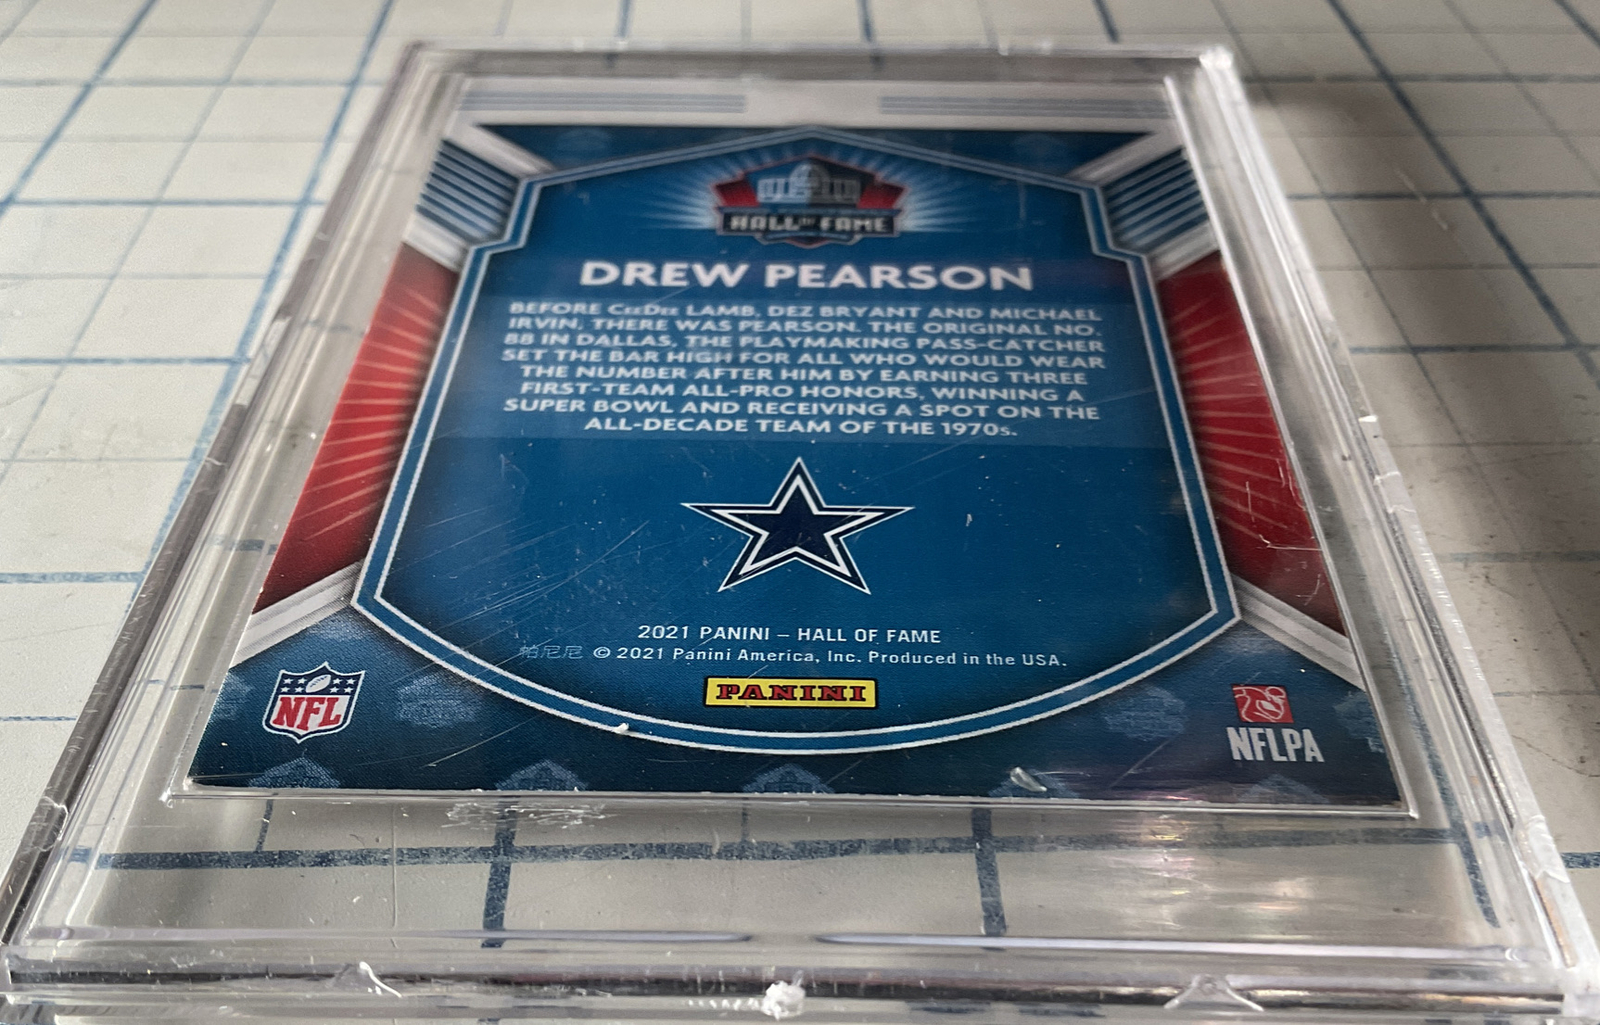 HALL OF FAME
DREW PEARSON
BEFORE CEEDEE LAMB, DEZ BRYANT AND MICHAEL
IRVIN, THERE WAS PEARSON. THE ORIGINAL NO.
88 IN DALLAS, THE PLAYMAKING PASS-CATCHER
SET THE BAR HIGH FOR ALL WHO WOULD WEAR
THE NUMBER AFTER HIM BY EARNING THREE
FIRST-TEAM ALL-PRO HONORS, WINNING A
SUPER BOWL AND RECEIVING A SPOT ON THE
ALL-DECADE TEAM OF THE 1970s.
2021 PANINI – HALL OF FAME
帕尼尼 © 2021 Panini America, Inc. Produced in the USA.
PANINI
NFL
NFLPA